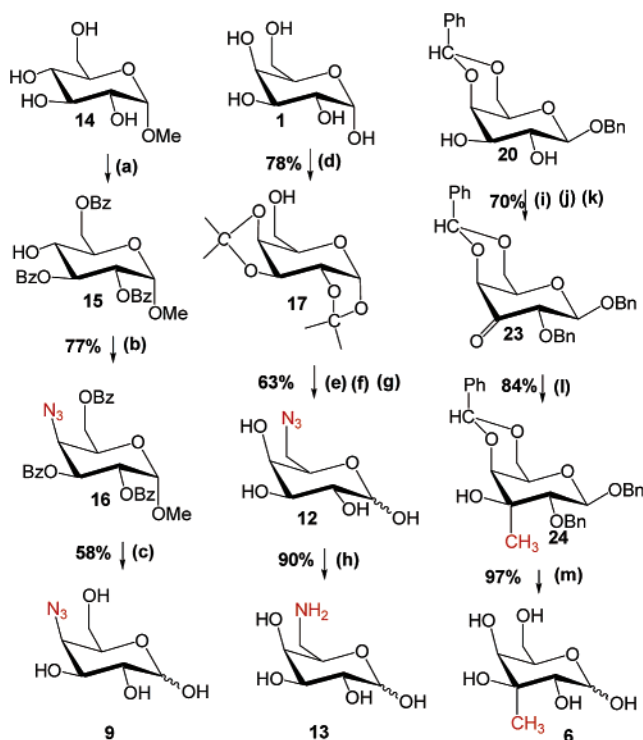 HO
HO
HO
O
OH
OMe
14
(a)
OBz
HO
BzO
O
OBz
OMe
15
77%
(b)
N3
OBz
BzO
O
OBz
OMe
16
58%
(c)
N3
OH
HO
O
OH
OH
9
HO
OH
HO
O
OH
OH
1
78%
(d)
OH
O
C
O
O
O
O
C
17
63%
(e) (f) (g)
N3
HO
HO
O
OH
OH
12
90%
(h)
NH2
HO
HO
O
OH
OH
13
Ph
HC
O
O
O
HO
OH
OBn
20
70%
(i) (j) (k)
Ph
HC
O
O
O
O
OBn
OBn
23
84%
(l)
Ph
HC
O
O
O
HO
OBn
OBn
CH3
24
97%
(m)
HO
OH
HO
O
OH
OH
CH3
6